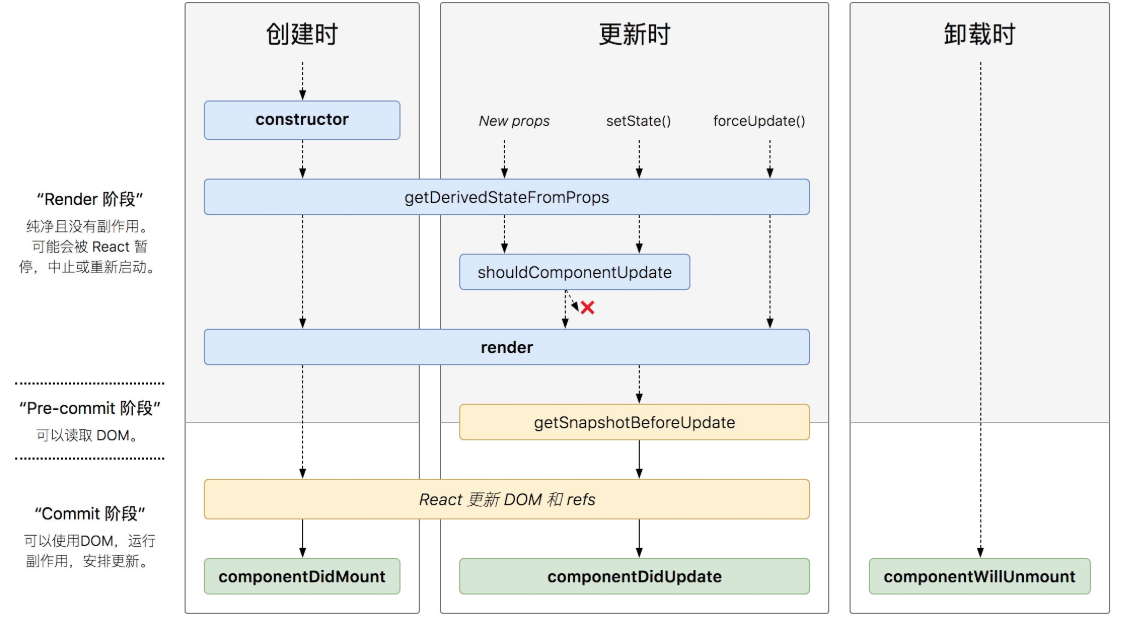 创建时
更新时
卸载时
constructor
New props
setState()
forceUpdate()
“Render 阶段”
纯净且没有副作用。
可能会被 React 暂
停，中止或重新启动。
getDerivedStateFromProps
shouldComponentUpdate
render
“Pre-commit 阶段”
可以读取 DOM。
getSnapshotBeforeUpdate
React 更新 DOM 和 refs
“Commit 阶段”
可以使用DOM，运行
副作用，安排更新。
componentDidMount
componentDidUpdate
componentWillUnmount